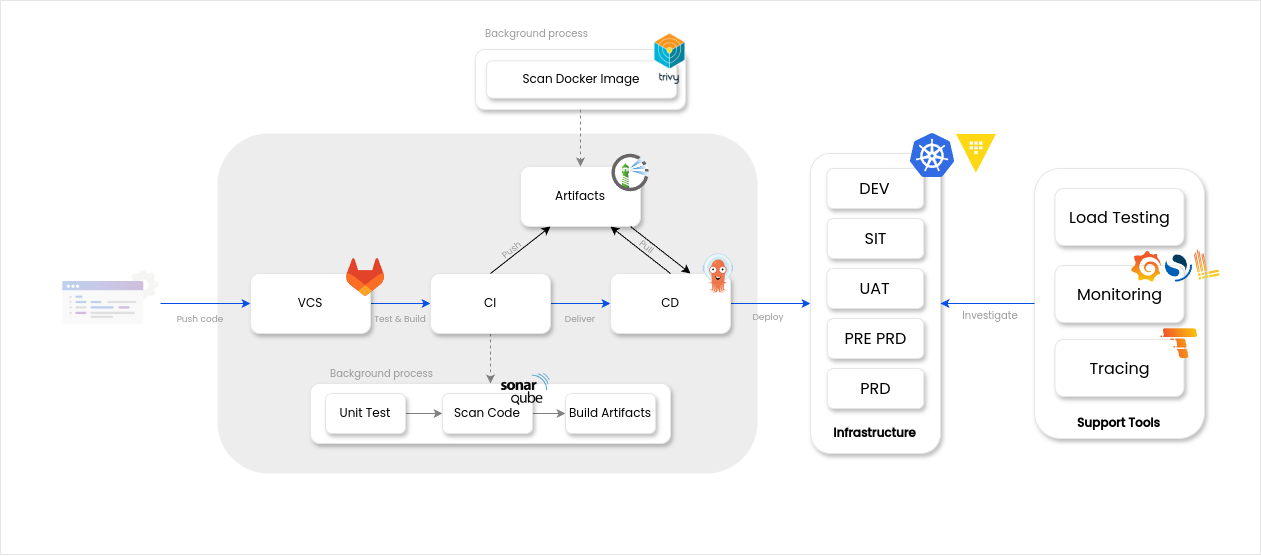 Background process
Scan Docker Image
trivy
Artifacts
Push
Pull
VCS
CI
CD
Push code
Test & Build
Deliver
Deploy
Background process
sonar
qube
Unit Test
Scan Code
Build Artifacts
DEV
SIT
UAT
PRE PRD
PRD
Infrastructure
Investigate
Load Testing
Monitoring
Tracing
Support Tools